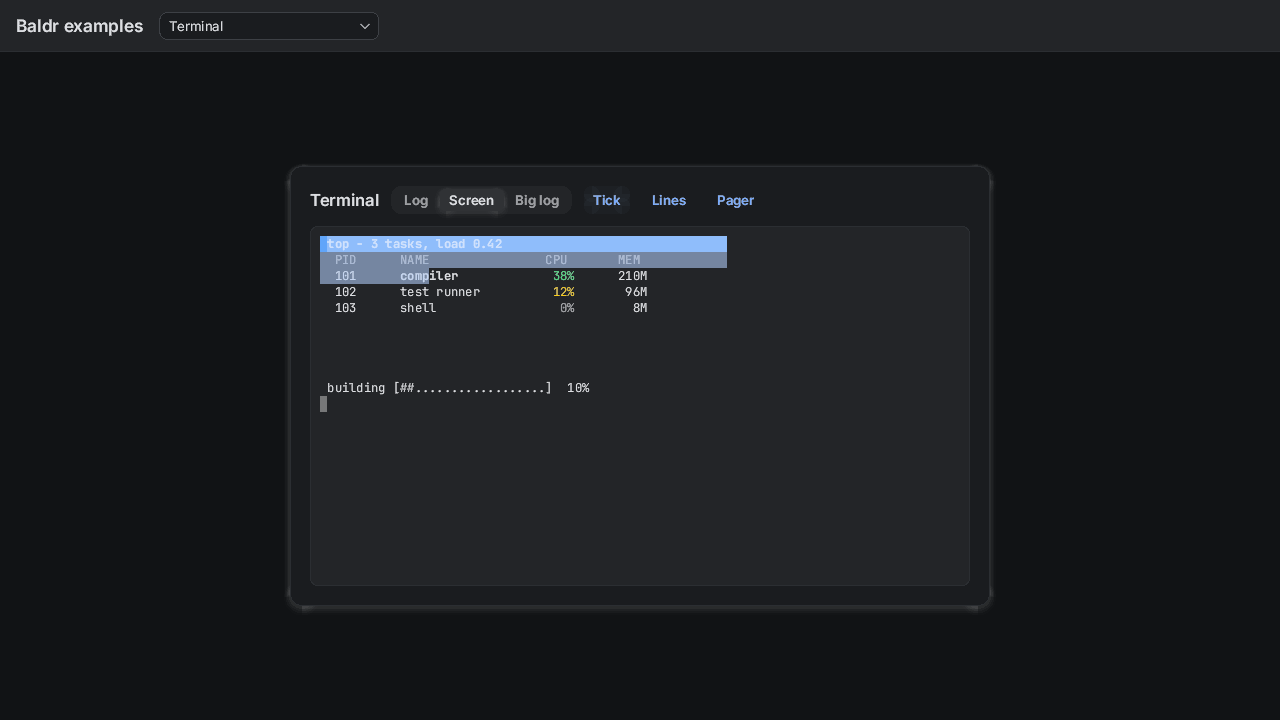 Baldr examples Terminal
Terminal Log Screen Big log Tick Lines Pager
top - 3 tasks, load 0.42
PID NAME CPU MEM
101 compiler 38% 210M
102 test runner 12% 96M
103 shell 0% 8M
building [##..................] 10%